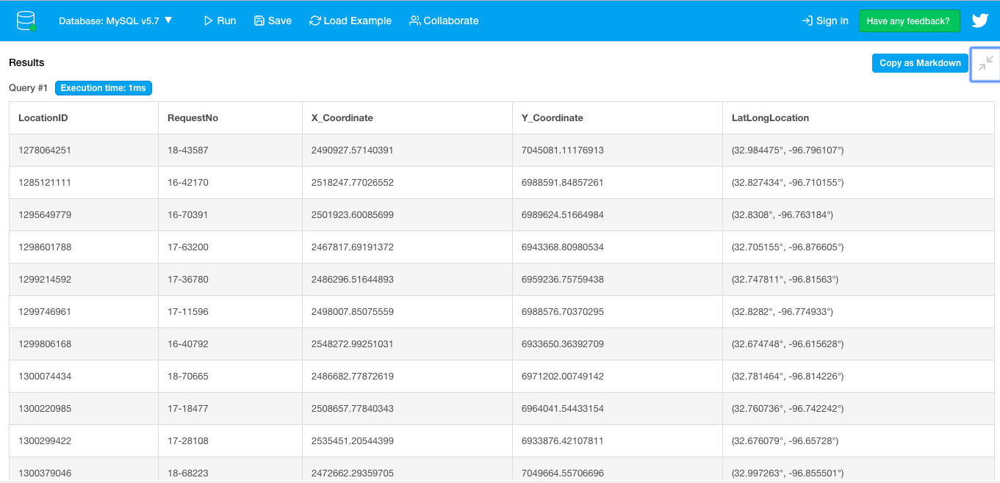 Database: MySQL v5.7 ▼ Run Save Load Example Collaborate Sign in Have any feedback?
Results
Copy as Markdown
Query #1 Execution time: 1ms
LocationID RequestNo X_Coordinate Y_Coordinate LatLongLocation
1278064251 18-43587 2490927.57140391 7045081.11176913 (32.984475°, -96.796107°)
1285121111 16-42170 2518247.77026552 6988591.84857261 (32.827434°, -96.710155°)
1295649779 16-70391 2501923.60085699 6989624.51664984 (32.8308°, -96.763184°)
1298601788 17-63200 2467817.69191372 6943368.80980534 (32.705155°, -96.876605°)
1299214592 17-36780 2486296.51644893 6959236.75759438 (32.747811°, -96.81563°)
1299746961 17-11596 2498007.85075559 6988576.70370295 (32.8282°, -96.774933°)
1299806168 16-40792 2548272.99251031 6933650.36392709 (32.674748°, -96.615628°)
1300074434 18-70665 2486682.77872619 6971202.00749142 (32.781464°, -96.814226°)
1300220985 17-18477 2508657.77840343 6964041.54433154 (32.760736°, -96.742242°)
1300299422 17-28108 2535451.20544399 6933876.42107811 (32.676079°, -96.65728°)
1300379046 18-68223 2472662.29359705 7049664.55706696 (32.997263°, -96.855501°)